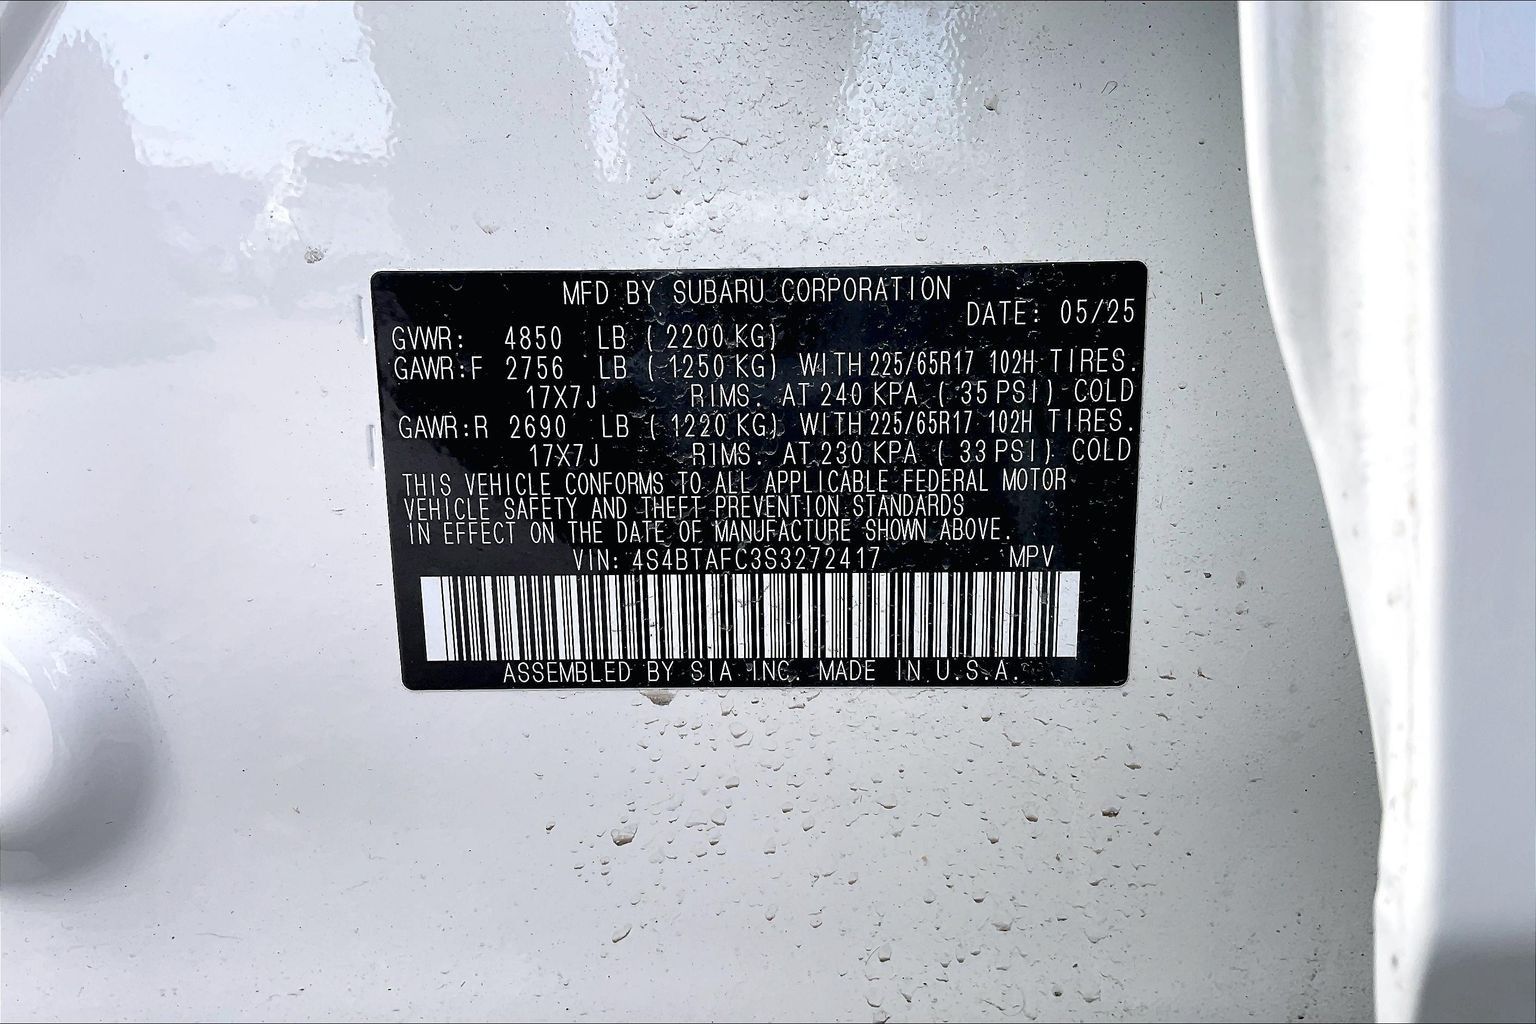 MFD BY SUBARU CORPORATION
DATE: 05/25
GVWR: 4850 LB ( 2200 KG)
GAWR:F 2756 LB ( 1250 KG) WITH 225/65R17 102H TIRES.
17X7J RIMS. AT 240 KPA ( 35 PSI) COLD
GAWR:R 2690 LB ( 1220 KG) WITH 225/65R17 102H TIRES.
17X7J RIMS. AT 230 KPA ( 33 PSI) COLD
THIS VEHICLE CONFORMS TO ALL APPLICABLE FEDERAL MOTOR
VEHICLE SAFETY AND THEFT PREVENTION STANDARDS
IN EFFECT ON THE DATE OF MANUFACTURE SHOWN ABOVE.
VIN: 4S4BTAFC3S3272417 MPV
ASSEMBLED BY SIA INC. MADE IN U.S.A.